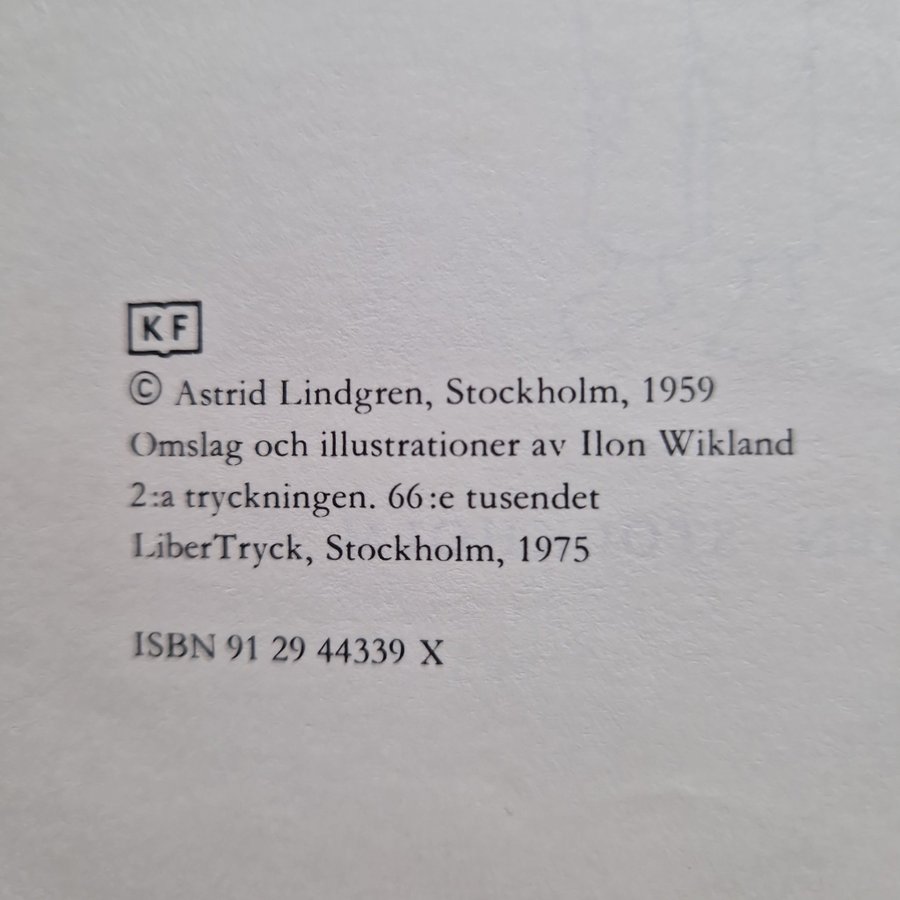 KF
© Astrid Lindgren, Stockholm, 1959
Omslag och illustrationer av Ilon Wikland
2:a tryckningen. 66:e tusendet
LiberTryck, Stockholm, 1975
ISBN 91 29 44339 X